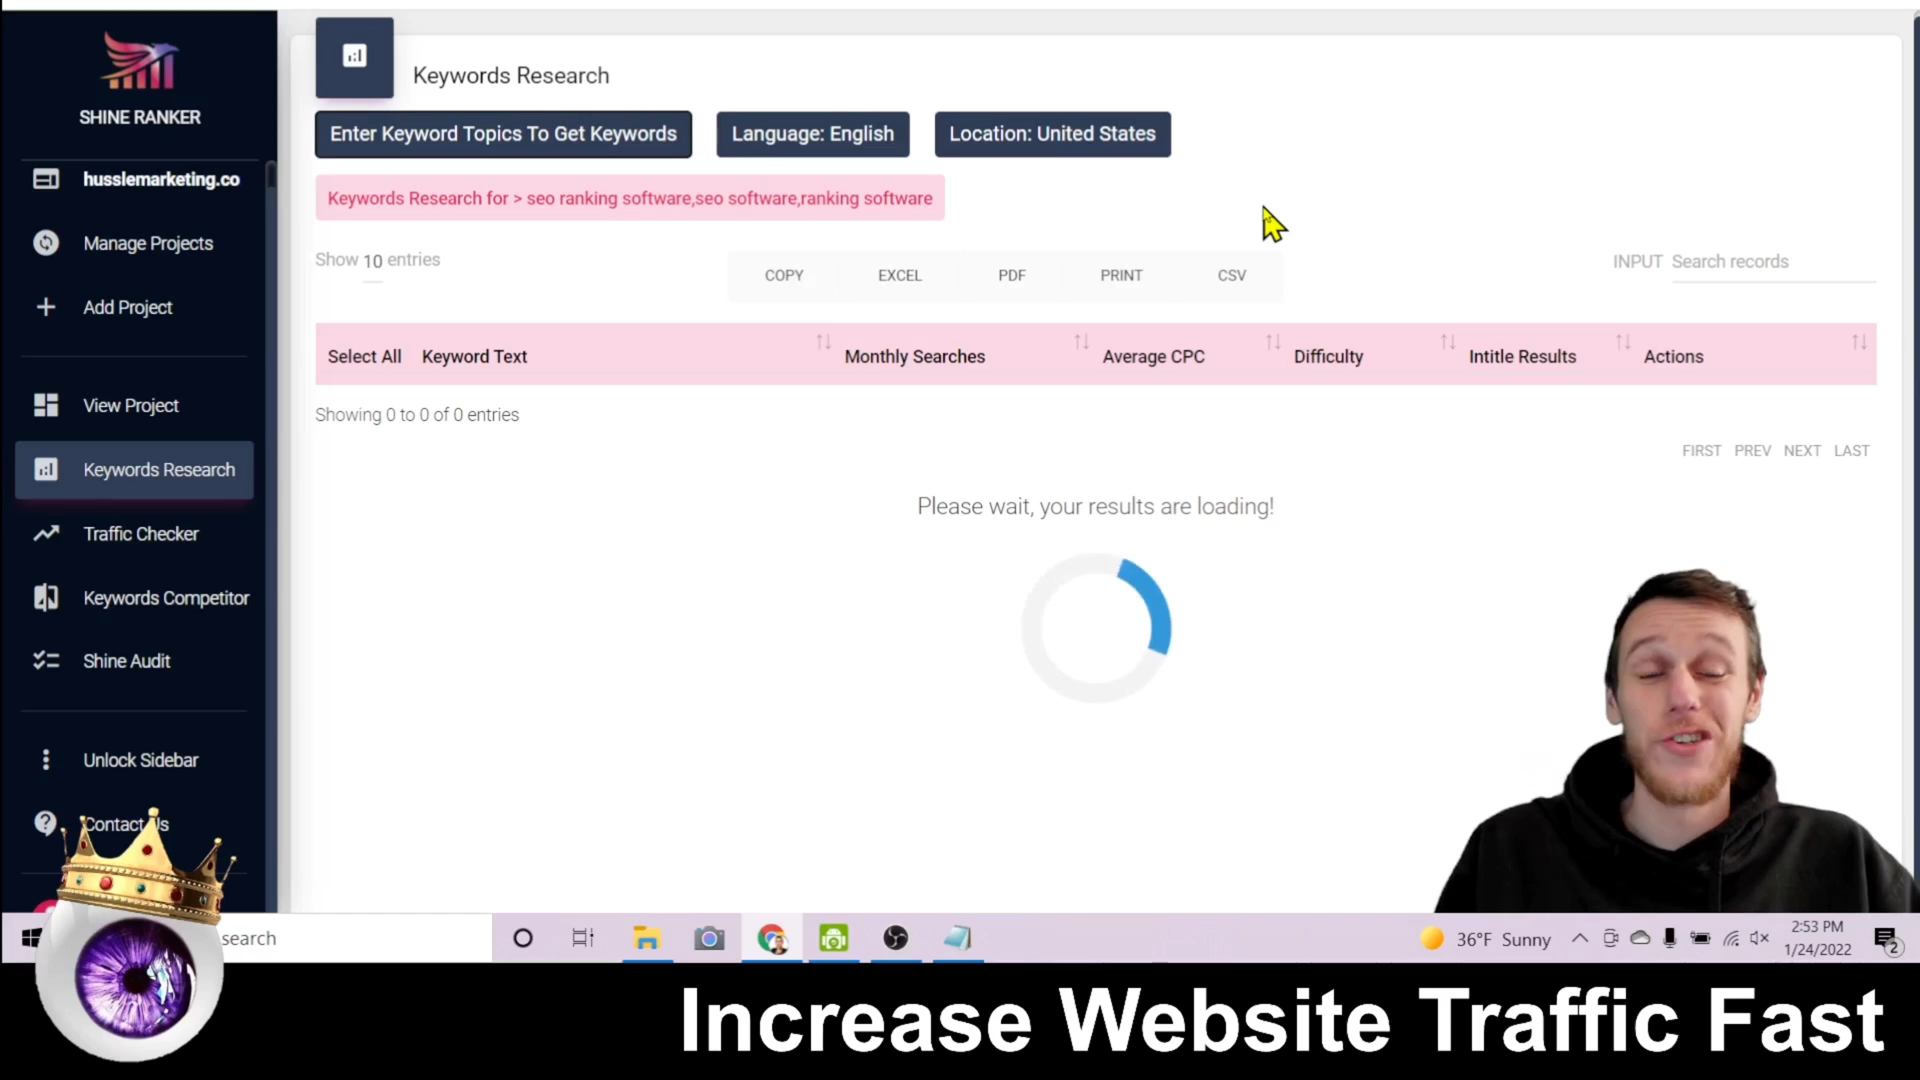 SHINE RANKER
husslemarketing.co
Manage Projects
Add Project
View Project
Keywords Research
Traffic Checker
Keywords Competitor
Shine Audit
Unlock Sidebar
Contact Us
Keywords Research
Enter Keyword Topics To Get Keywords
Language: English
Location: United States
Keywords Research for > seo ranking software,seo software,ranking software
Show 10 entries
COPY EXCEL PDF PRINT CSV
INPUT Search records
Select All Keyword Text Monthly Searches Average CPC Difficulty Intitle Results Actions
Showing 0 to 0 of 0 entries
FIRST PREV NEXT LAST
Please wait, your results are loading!
search
36°F Sunny
2:53 PM
1/24/2022
2
Increase Website Traffic Fast